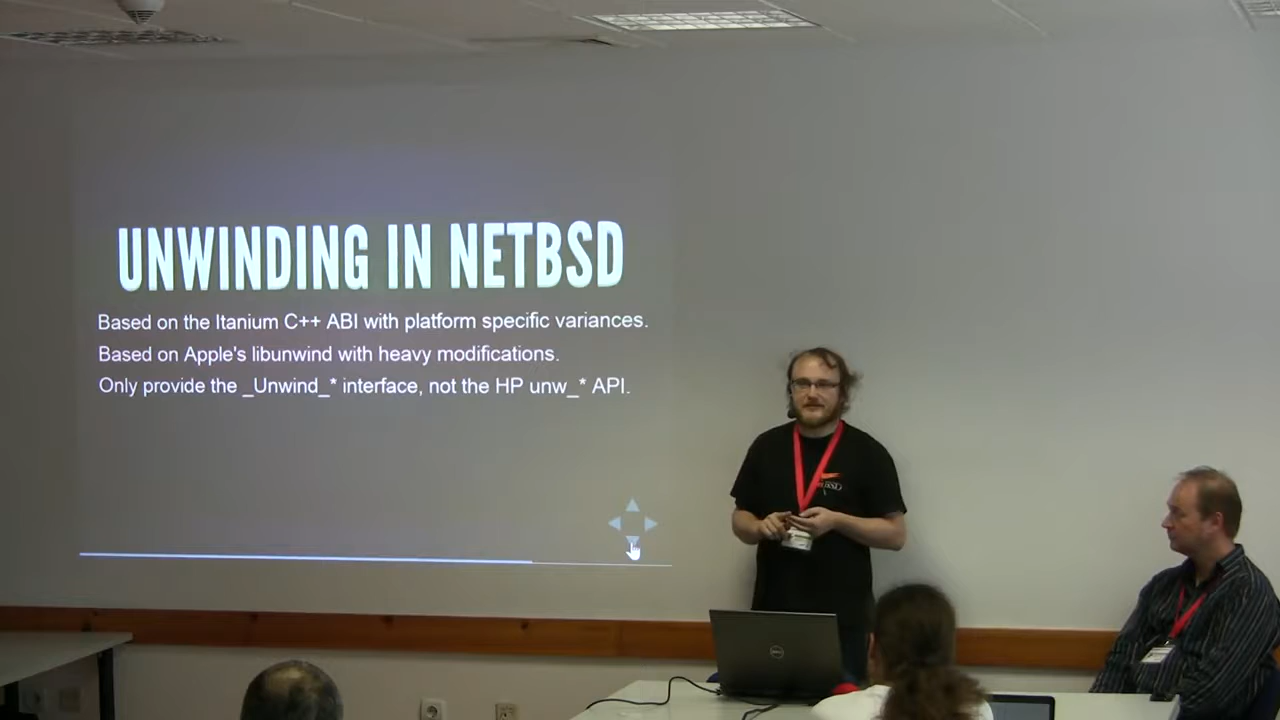 UNWINDING IN NETBSD
Based on the Itanium C++ ABI with platform specific variances.
Based on Apple's libunwind with heavy modifications.
Only provide the _Unwind_* interface, not the HP unw_* API.
DELL